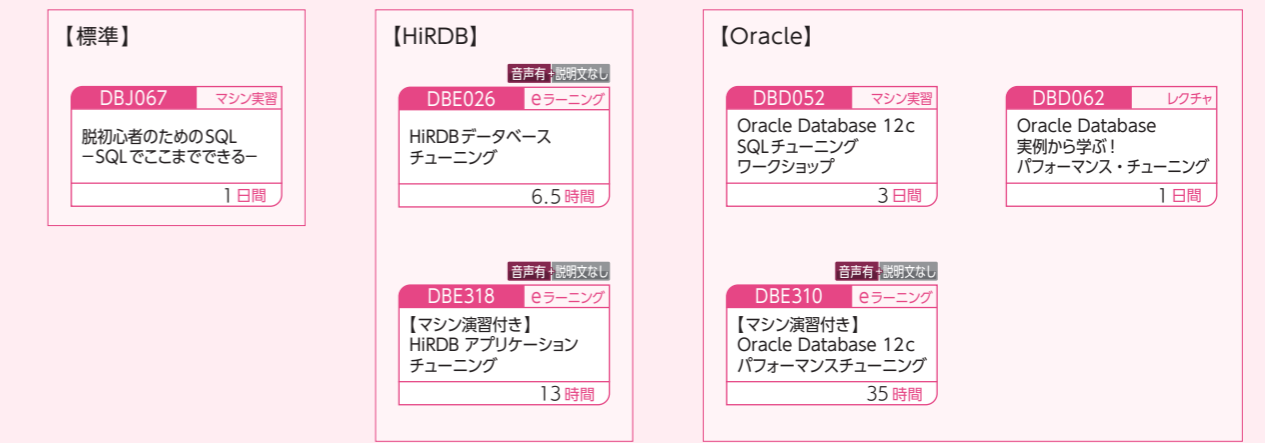 【標準】
DBJ067 マシン実習
脱初心者のためのSQL
－SQLでここまでできる－
1日間
【HiRDB】
音声有・説明文なし
DBE026 eラーニング
HiRDBデータベース
チューニング
6.5時間
音声有・説明文なし
DBE318 eラーニング
【マシン演習付き】
HiRDB アプリケーション
チューニング
13時間
【Oracle】
DBD052 マシン実習
Oracle Database 12c
SQLチューニング
ワークショップ
3日間
DBD062 レクチャ
Oracle Database
実例から学ぶ！
パフォーマンス・チューニング
1日間
音声有・説明文なし
DBE310 eラーニング
【マシン演習付き】
Oracle Database 12c
パフォーマンスチューニング
35時間